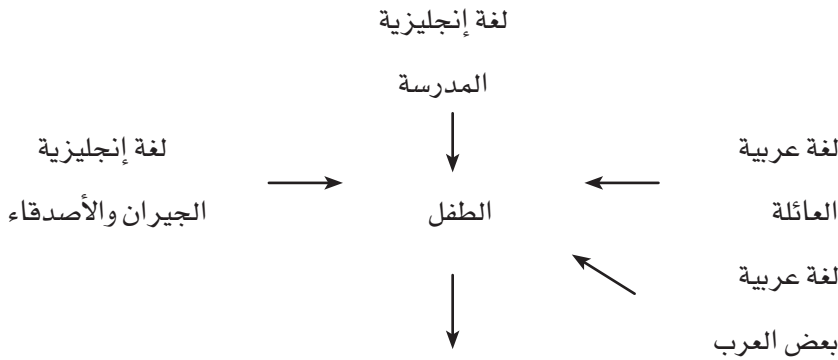 لغة إنجليزية
المدرسة
لغة عربية
العائلة
الطفل
لغة إنجليزية
الجيران والأصدقاء
لغة عربية
بعض العرب